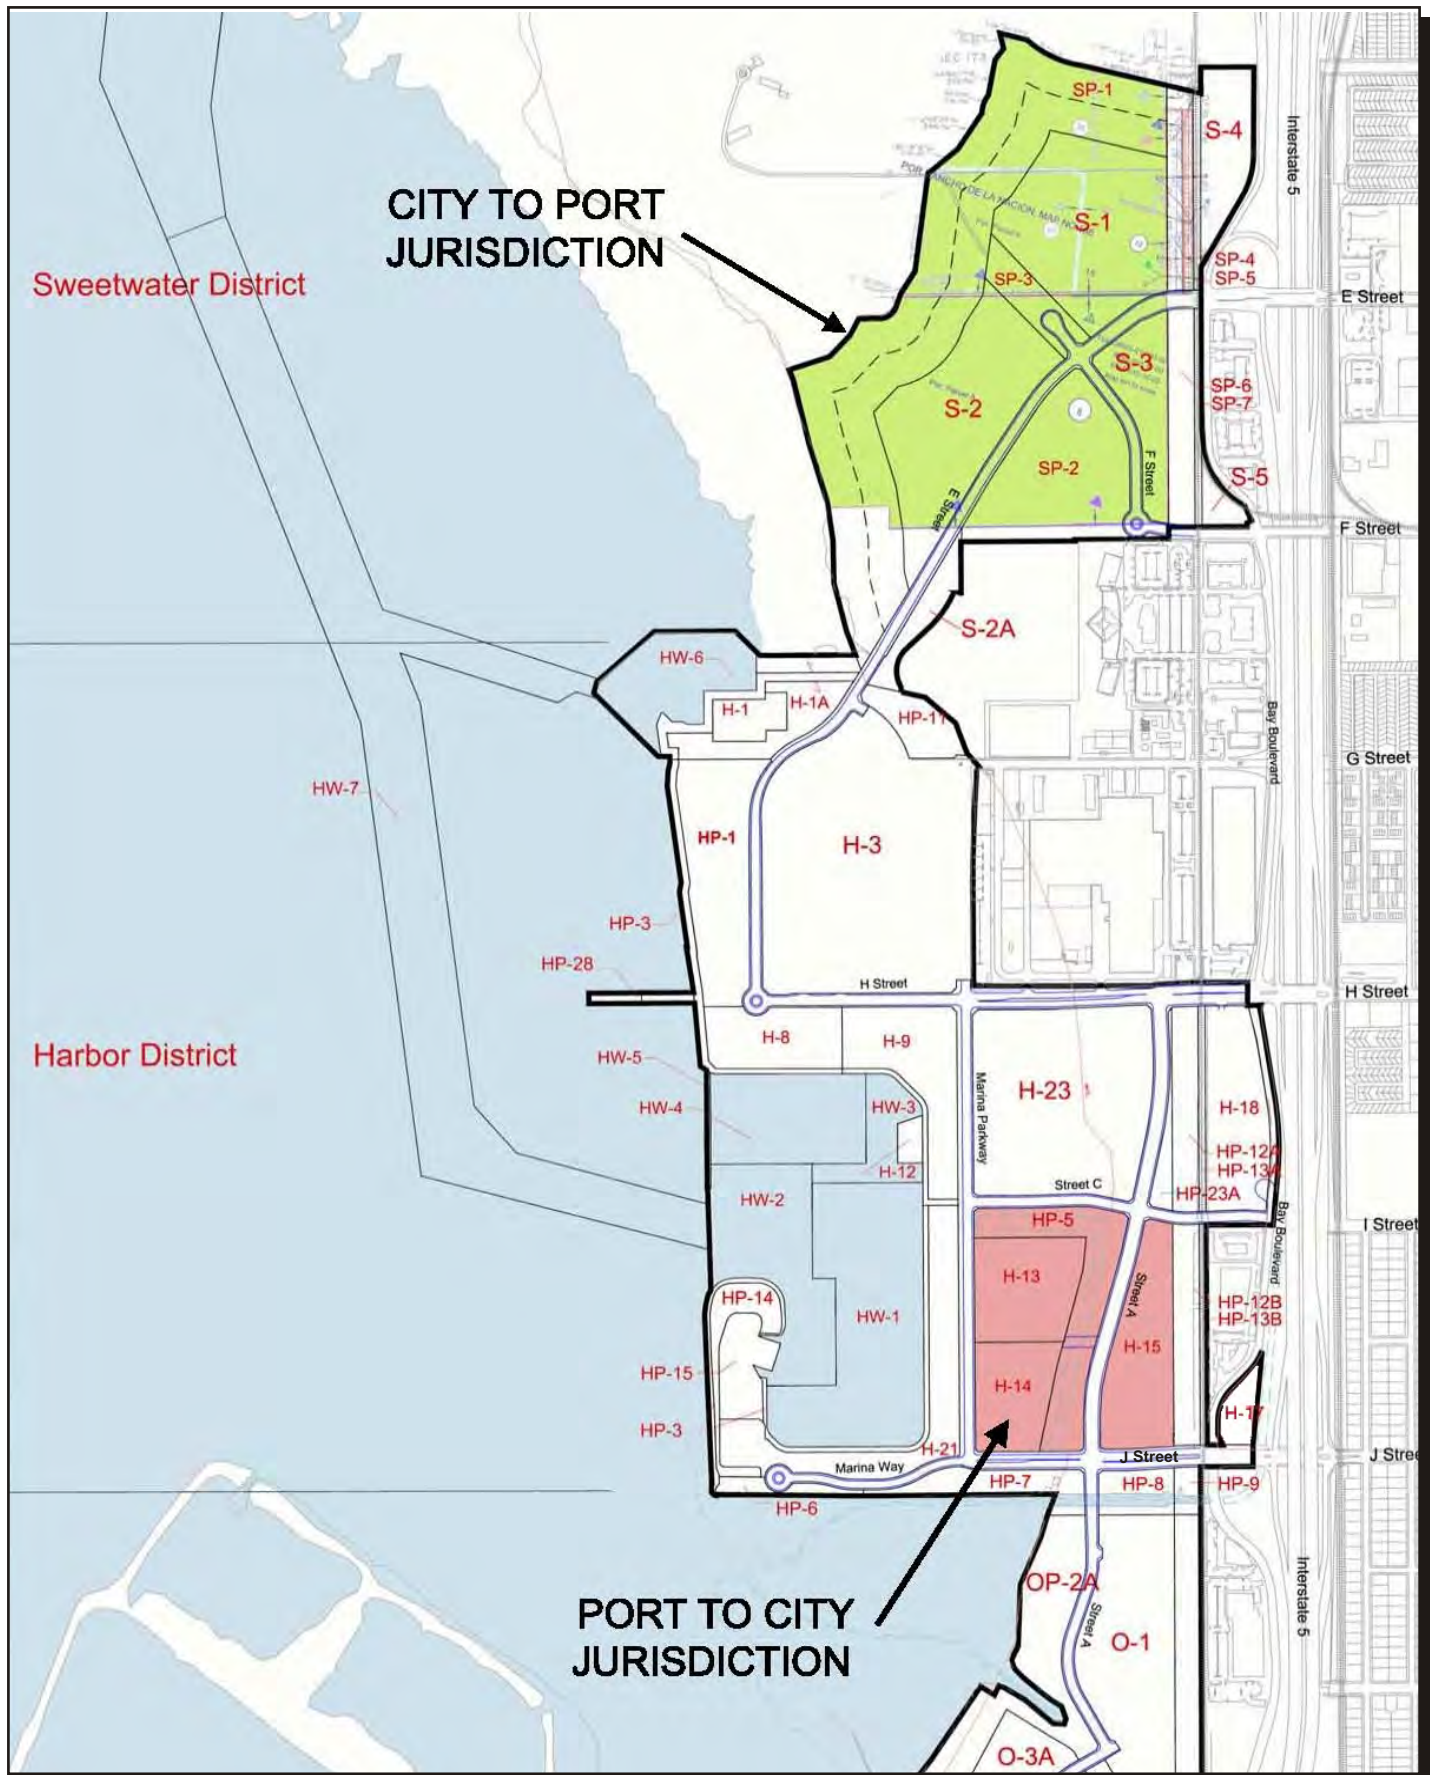 SP-1
S-4
Interstate 5
CITY TO PORT
JURISDICTION
S-1
Sweetwater District
SP-3
SP-4
SP-5
E Street
S-3
SP-6
SP-7
S-2
SP-2
F Street
S-5
E Street
F Street
S-2A
HW-6
H-1
H-1A
HP-11
Bay Boulevard
G Street
HW-7
HP-1
H-3
HP-3
HP-28
H Street
H Street
Harbor District
H-8
H-9
HW-5
HW-4
HW-3
Marina Parkway
H-23
H-18
HP-12A
HP-13A
H-12
HW-2
Street C
HP-23A
HP-5
Bay Boulevard
I Street
H-13
Street A
HP-14
HW-1
HP-12B
HP-13B
H-15
HP-15
H-14
HP-3
H-21
H-17
Marina Way
J Street
J Stree
HP-7
HP-8
HP-9
HP-6
Interstate 5
OP-2A
Street A
PORT TO CITY
JURISDICTION
O-1
O-3A